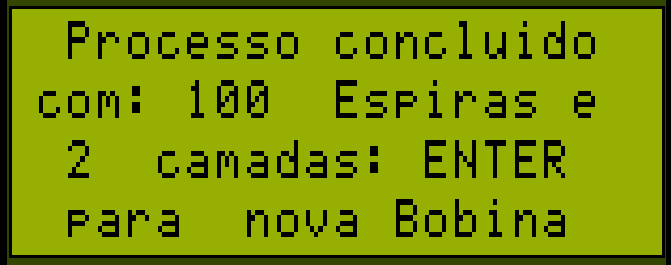 Processo concluido
com: 100 Espiras e
2 camadas: ENTER
para nova Bobina